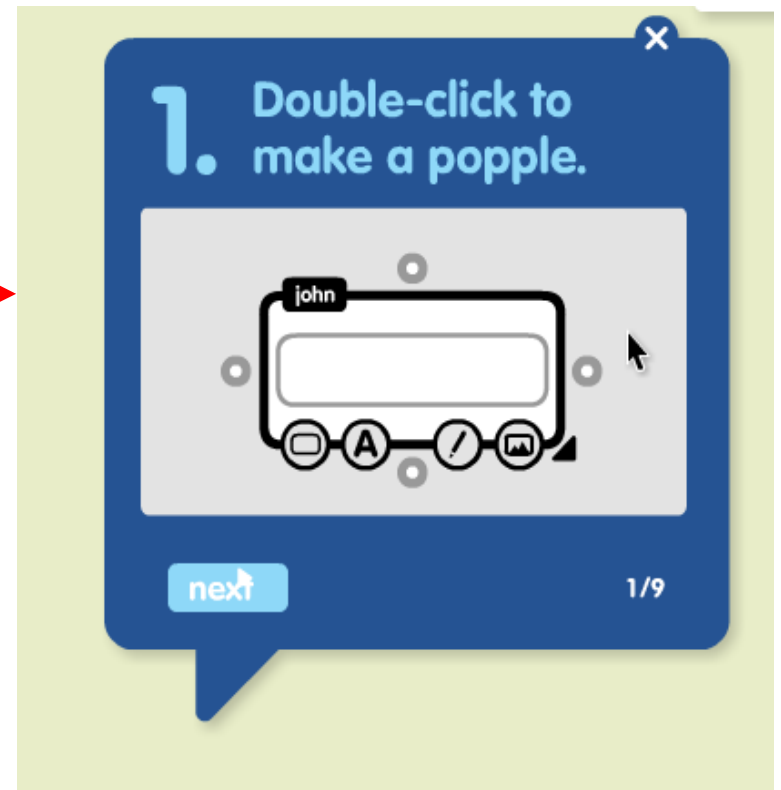 1.
Double-click to
make a popple.
john
A
next
1/9